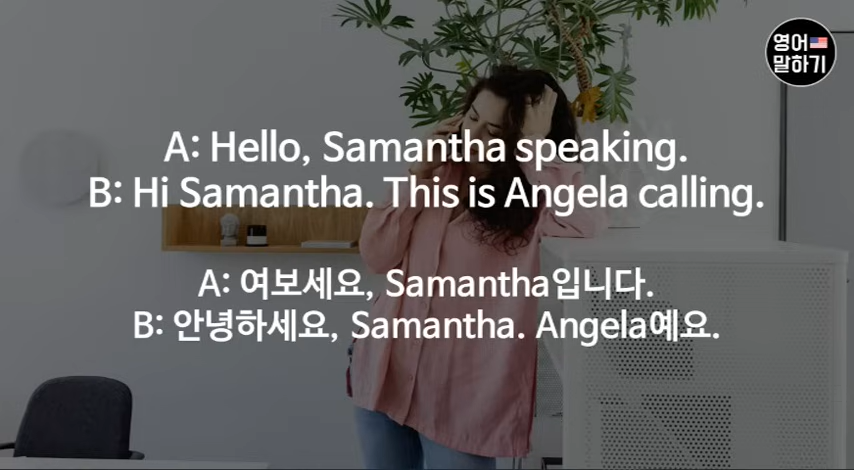 영어
말하기
A: Hello, Samantha speaking.
B: Hi Samantha. This is Angela calling.
A: 여보세요, Samantha입니다.
B: 안녕하세요, Samantha. Angela예요.